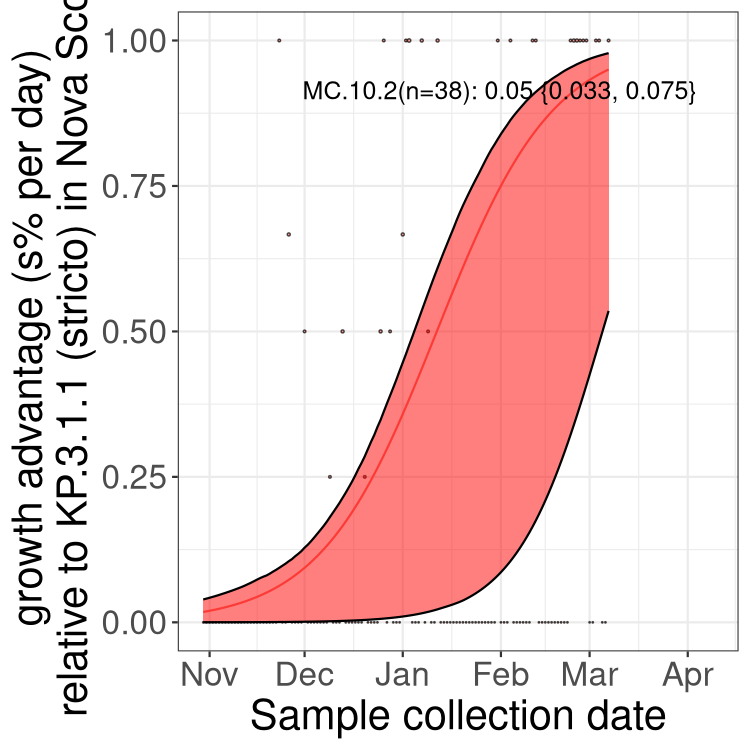 growth advantage (s% per day)
relative to KP.3.1.1 (stricto) in Nova Sco
1.00
0.75
0.50
0.25
0.00
MC.10.2(n=38): 0.05 {0.033, 0.075}
Nov Dec Jan Feb Mar Apr
Sample collection date